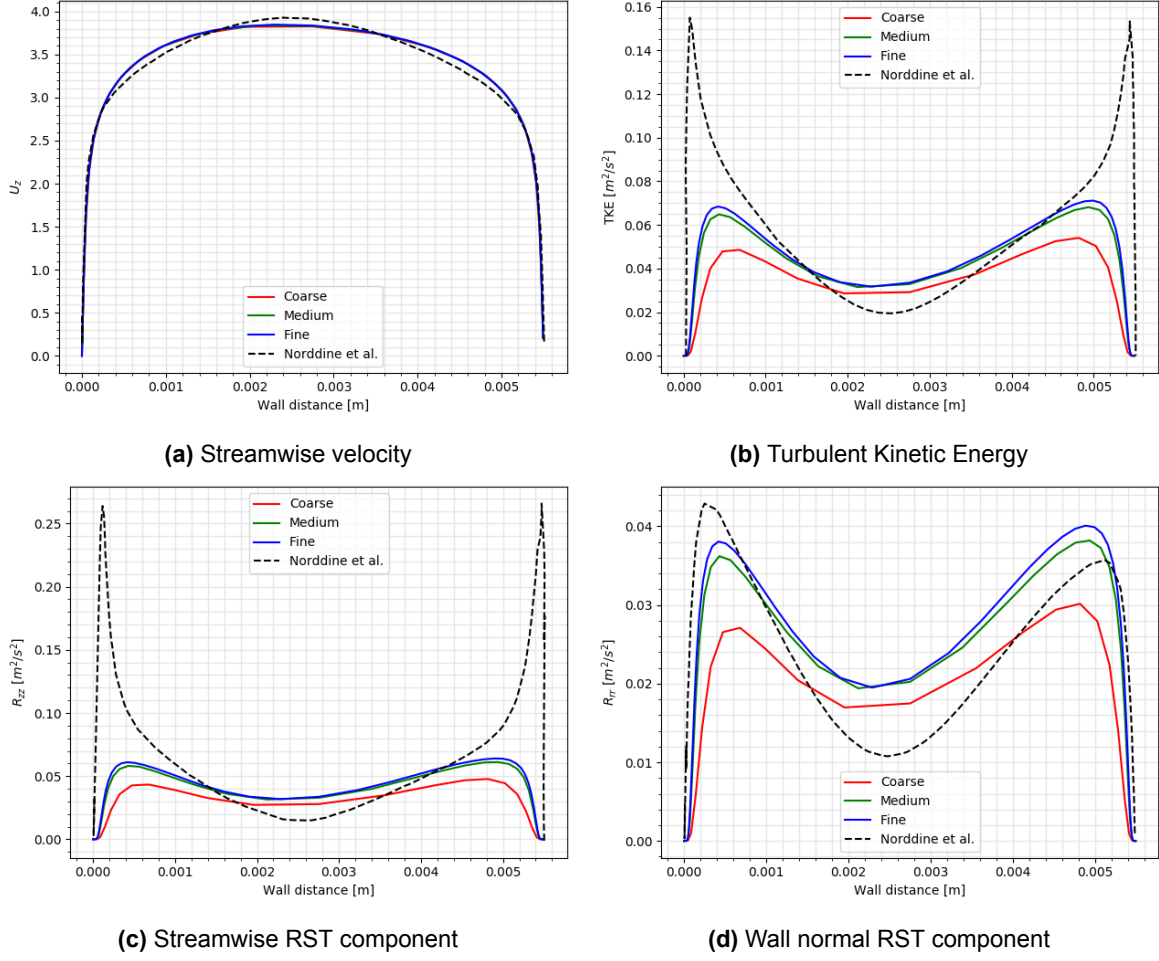 4.0
3.5
3.0
2.5
2.0
1.5
1.0
0.5
0.0
U_z
Coarse
Medium
Fine
Norddine et al.
0.000 0.001 0.002 0.003 0.004 0.005
Wall distance [m]
(a) Streamwise velocity
0.16
0.14
0.12
0.10
0.08
0.06
0.04
0.02
0.00
TKE [m²/s²]
Coarse
Medium
Fine
Norddine et al.
0.000 0.001 0.002 0.003 0.004 0.005
Wall distance [m]
(b) Turbulent Kinetic Energy
0.25
0.20
0.15
0.10
0.05
0.00
R_zz [m²/s²]
Coarse
Medium
Fine
Norddine et al.
0.000 0.001 0.002 0.003 0.004 0.005
Wall distance [m]
(c) Streamwise RST component
0.04
0.03
0.02
0.01
0.00
R_rr [m²/s²]
Coarse
Medium
Fine
Norddine et al.
0.000 0.001 0.002 0.003 0.004 0.005
Wall distance [m]
(d) Wall normal RST component